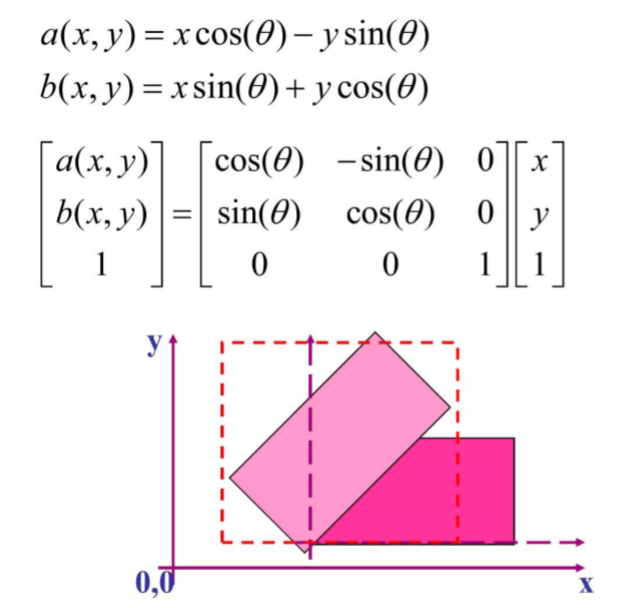 a(x, y) = x cos(θ) − y sin(θ)
b(x, y) = x sin(θ) + y cos(θ)
[a(x, y)] [cos(θ) −sin(θ) 0] [x]
[b(x, y)] = [sin(θ) cos(θ) 0] [y]
[1] [0 0 1] [1]
y
0,0
x